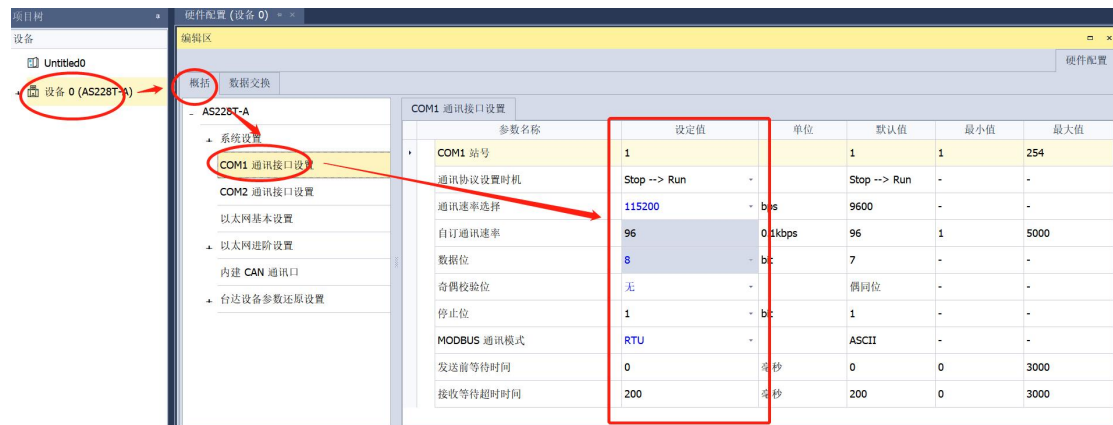 项目树
硬件配置 (设备 0)
设备
编辑区
Untitled0
硬件配置
设备 0 (AS228T-A)
概括 数据交换
AS228T-A
COM1 通讯接口设置
系统设置
COM1 通讯接口设置
COM2 通讯接口设置
以太网基本设置
以太网进阶设置
内建 CAN 通讯口
台达设备参数还原设置
参数名称 设定值 单位 默认值 最小值 最大值
COM1 站号 1 1 1 254
通讯协议设置时机 Stop --> Run Stop --> Run - -
通讯速率选择 115200 bps 9600 - -
自订通讯速率 96 0.1kbps 96 1 5000
数据位 8 bit 7 - -
奇偶校验位 无 偶同位 - -
停止位 1 bit 1 - -
MODBUS 通讯模式 RTU ASCII - -
发送前等待时间 0 毫秒 0 0 3000
接收等待超时时间 200 毫秒 200 0 3000